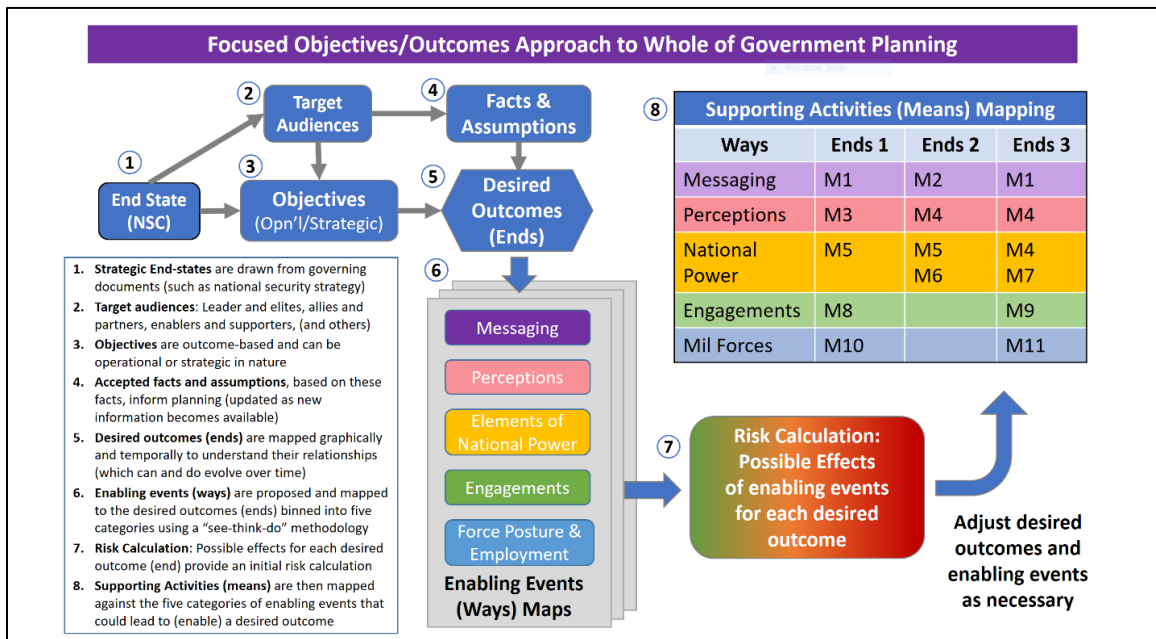 Focused Objectives/Outcomes Approach to Whole of Government Planning
Window Snip
2
Target
Audiences
4
Facts &
Assumptions
1
End State
(NSC)
3
Objectives
(Opn'l/Strategic)
5
Desired
Outcomes
(Ends)
1. Strategic End-states are drawn from governing
documents (such as national security strategy)
2. Target audiences: Leader and elites, allies and
partners, enablers and supporters, (and others)
3. Objectives are outcome-based and can be
operational or strategic in nature
4. Accepted facts and assumptions, based on these
facts, inform planning (updated as new
information becomes available)
5. Desired outcomes (ends) are mapped graphically
and temporally to understand their relationships
(which can and do evolve over time)
6. Enabling events (ways) are proposed and mapped
to the desired outcomes (ends) binned into five
categories using a “see-think-do” methodology
7. Risk Calculation: Possible effects for each desired
outcome (end) provide an initial risk calculation
8. Supporting Activities (means) are then mapped
against the five categories of enabling events that
could lead to (enable) a desired outcome
6
Messaging
Perceptions
Elements of
National Power
Engagements
Force Posture &
Employment
Enabling Events
(Ways) Maps
7
Risk Calculation:
Possible Effects
of enabling events
for each desired
outcome
8
Supporting Activities (Means) Mapping
Ways Ends 1 Ends 2 Ends 3
Messaging M1 M2 M1
Perceptions M3 M4 M4
National M5 M5 M4
Power M6 M7
Engagements M8 M9
Mil Forces M10 M11
Adjust desired
outcomes and
enabling events
as necessary